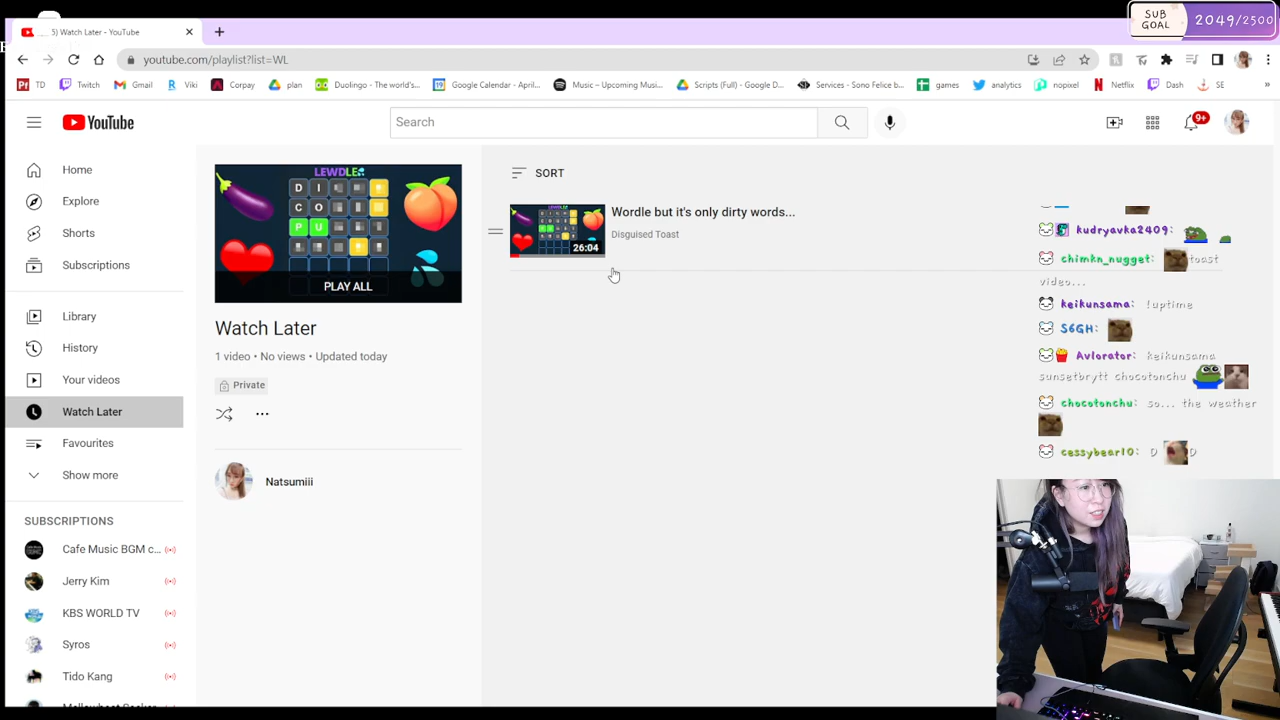 SUB GOAL 2049/2500
5) Watch Later - YouTube
youtube.com/playlist?list=WL
TD Twitch Gmail Viki Corpay plan Duolingo - The world's... Google Calendar - April... Music – Upcoming Musi... Scripts (Full) - Google D... Services - Sono Felice b... games analytics nopixel Netflix Dash SE »
YouTube
Search
9+
Home
Explore
Shorts
Subscriptions
Library
History
Your videos
Watch Later
Favourites
Show more
SUBSCRIPTIONS
Cafe Music BGM c...
Jerry Kim
KBS WORLD TV
Syros
Tido Kang
LEWDLE
D I
C O
P U
PLAY ALL
Watch Later
1 video • No views • Updated today
Private
Natsumiii
SORT
26:04
Wordle but it's only dirty words...
Disguised Toast
kudryavka2409:
chimkn_nugget: toast
video...
keikunsama: !uptime
S6GH:
Avlorator: keikunsama
sunsetbrytt chocotonchu
chocotonchu: so... the weather
cessybear10: D D